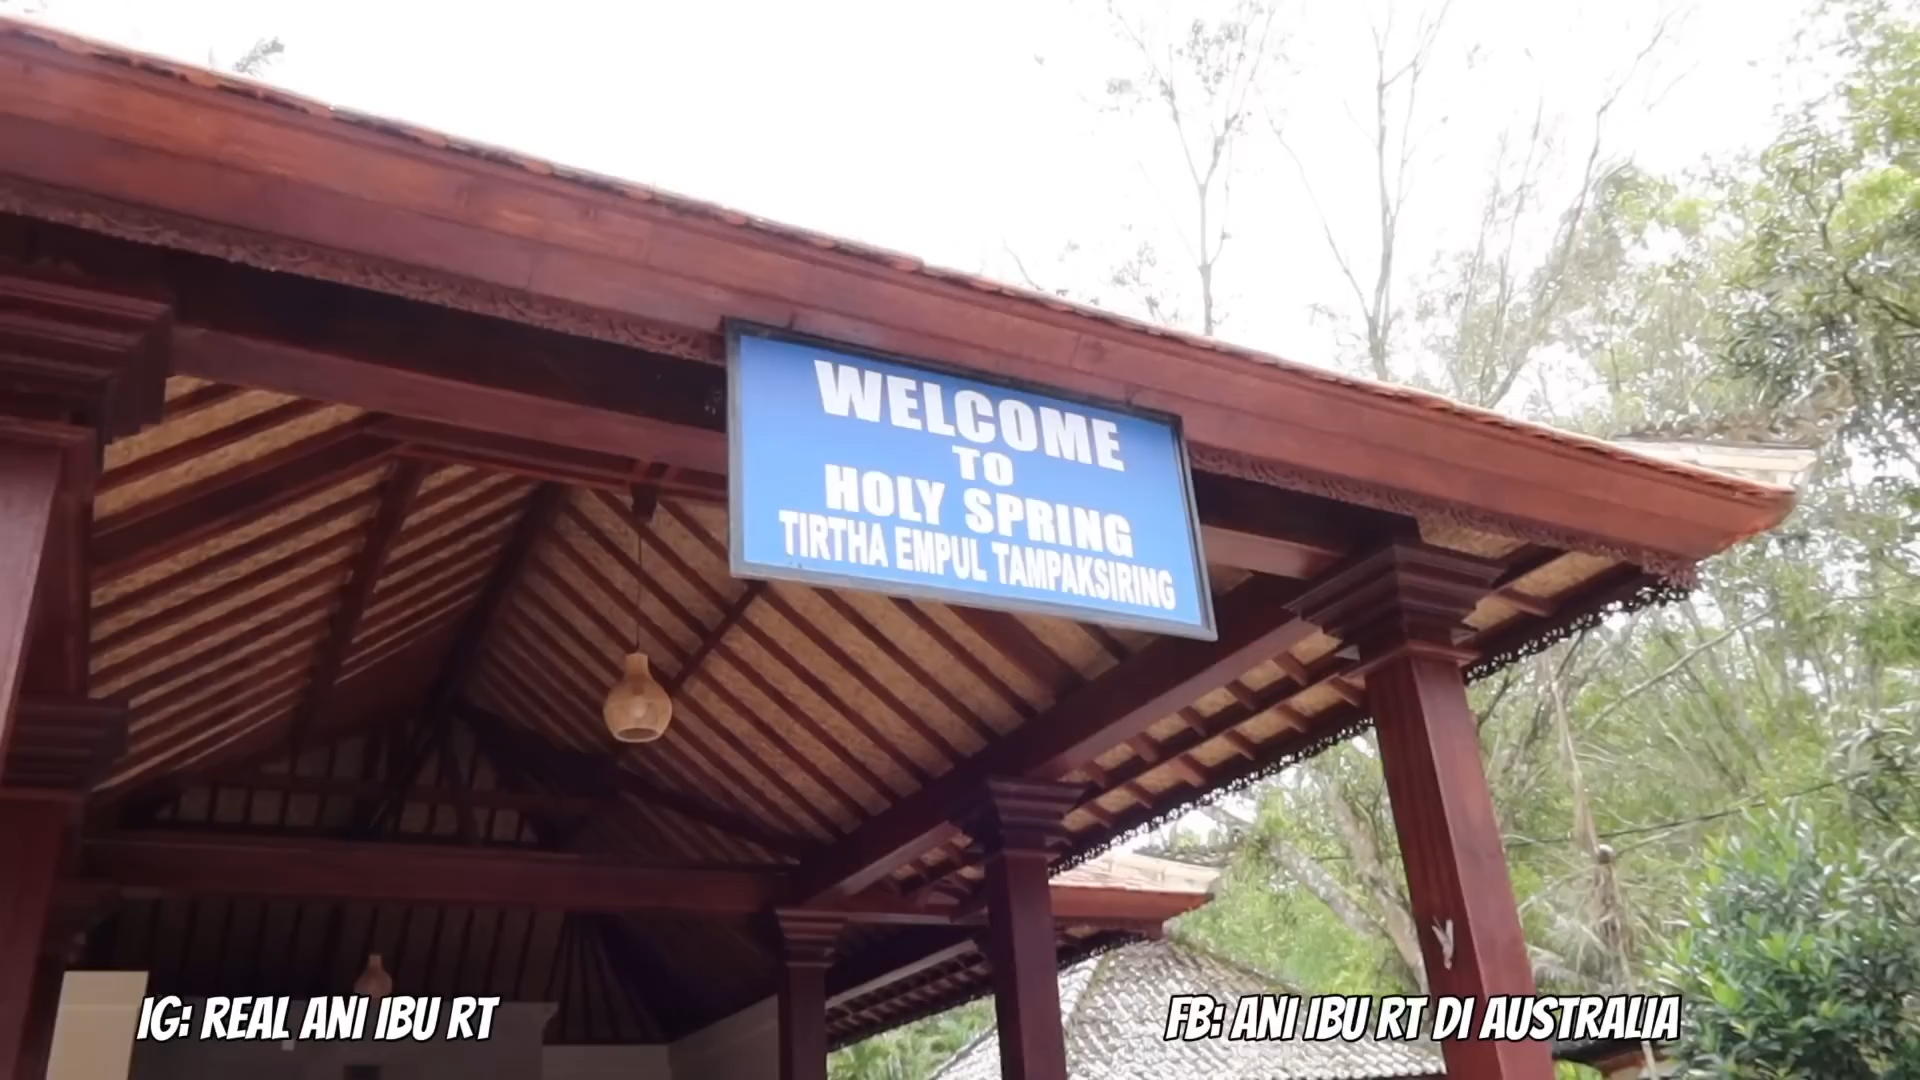 WELCOME
TO
HOLY SPRING
TIRTHA EMPUL TAMPAKSIRING
IG: REAL ANI IBU RT
FB: ANI IBU RT DI AUSTRALIA